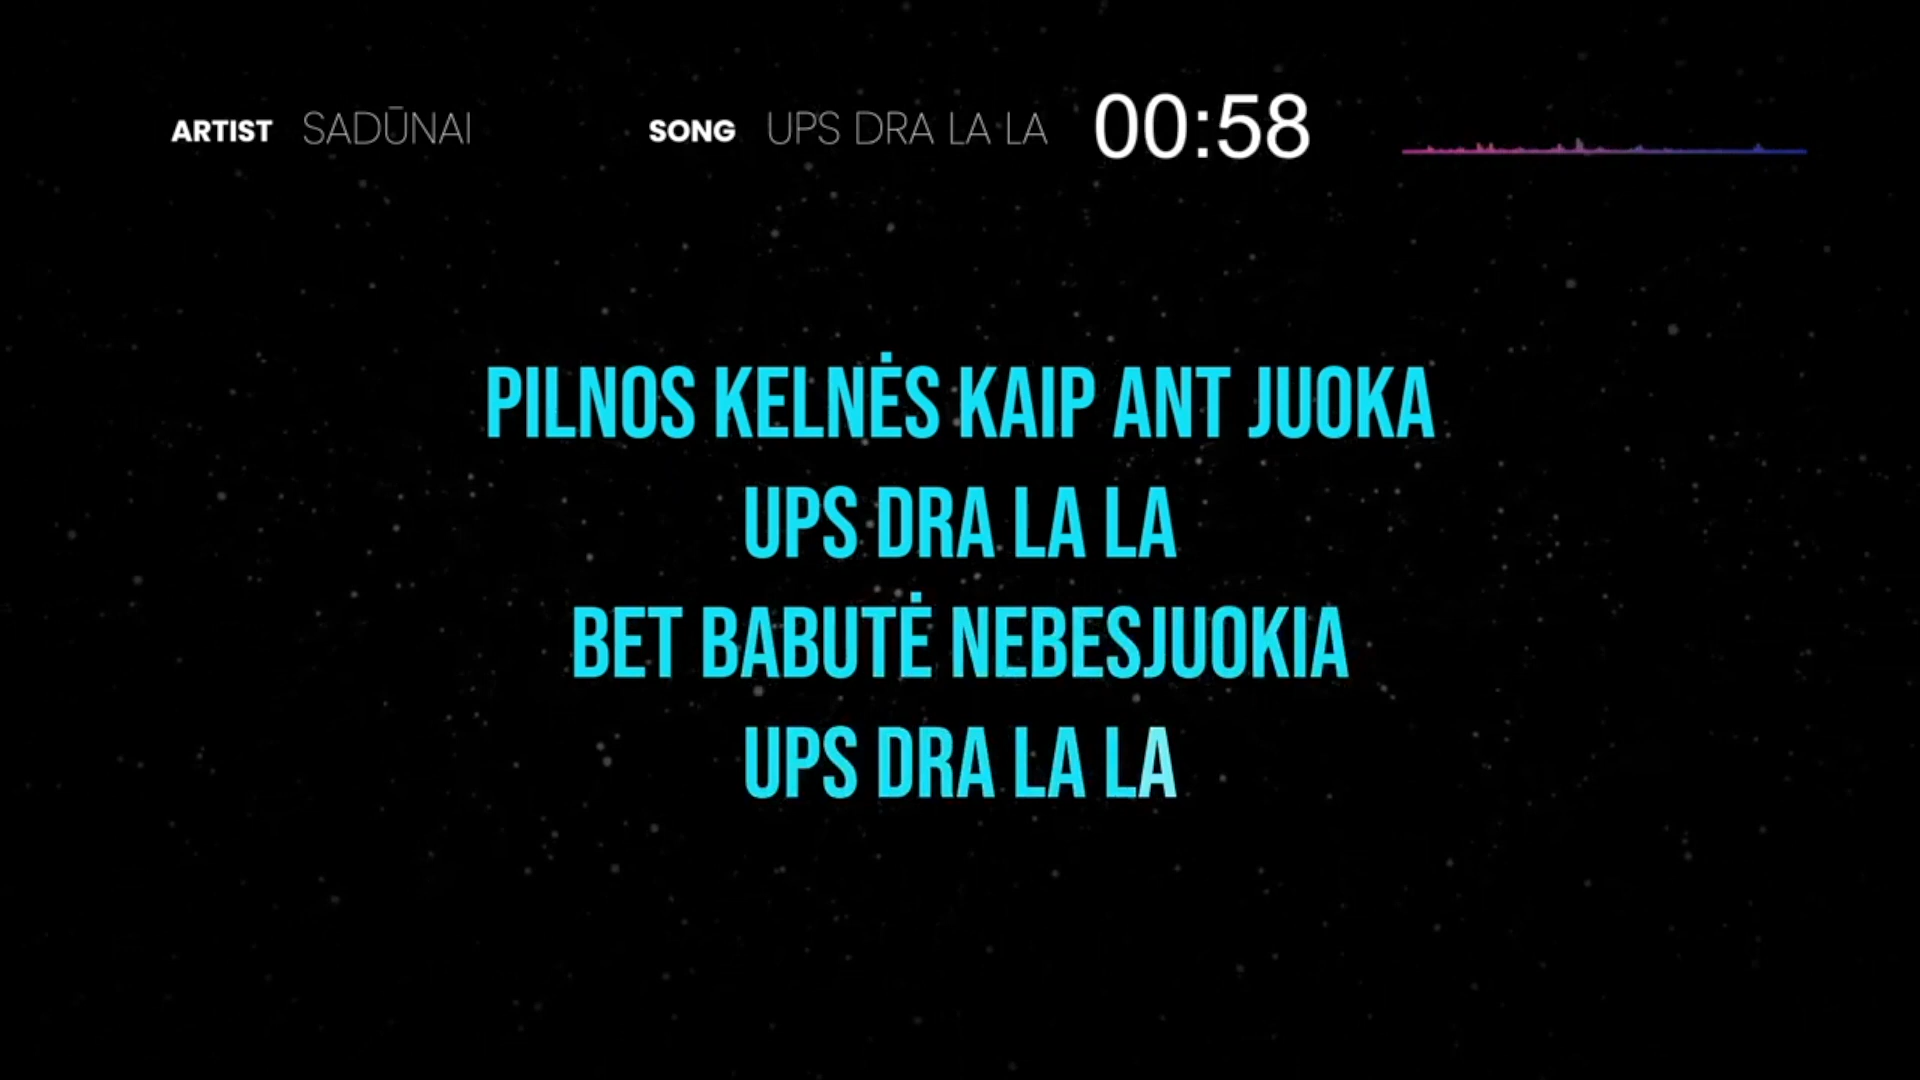 ARTIST SADŪNAI SONG UPS DRA LA LA 00:58
PILNOS KELNĖS KAIP ANT JUOKA
UPS DRA LA LA
BET BABUTĖ NEBESJUOKIA
UPS DRA LA LA